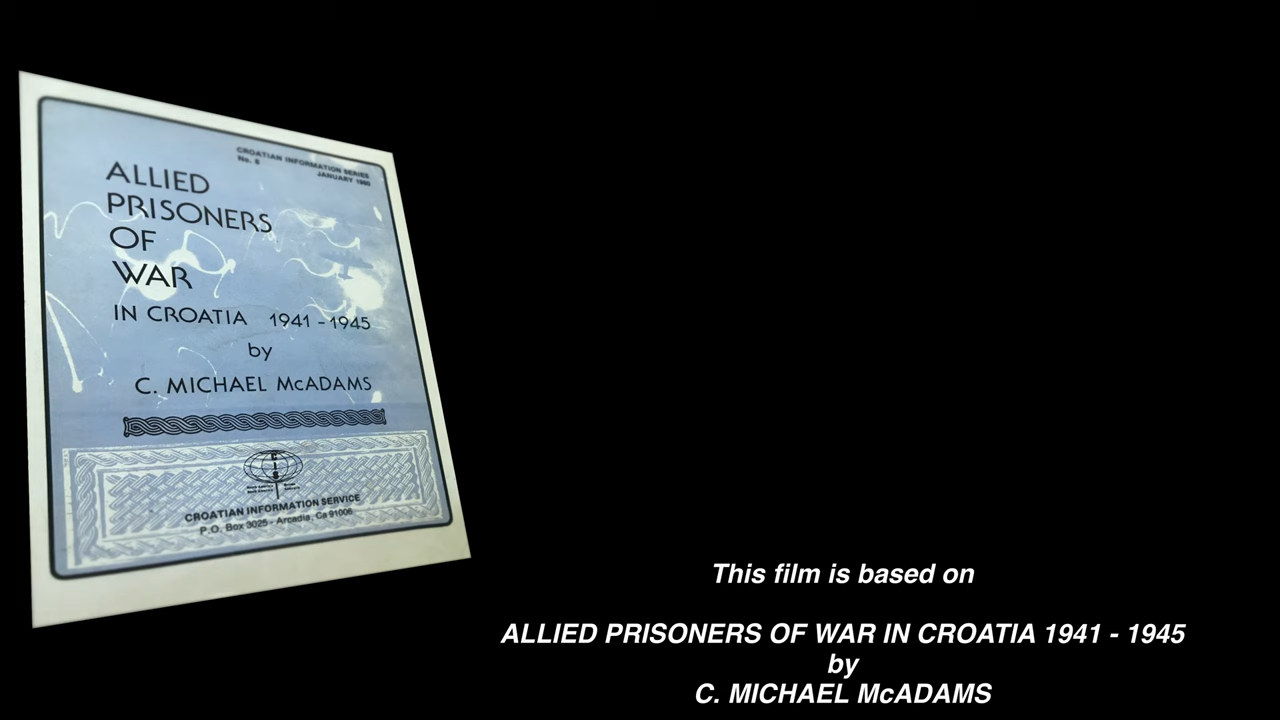 CROATIAN INFORMATION SERIES
No. 8
JANUARY 1980
ALLIED
PRISONERS
OF
WAR
IN CROATIA 1941 - 1945
by
C. MICHAEL McADAMS
CIS
CROATIAN INFORMATION SERVICE
P.O. Box 3025 - Arcadia, Ca 91006
This film is based on
ALLIED PRISONERS OF WAR IN CROATIA 1941 - 1945
by
C. MICHAEL McADAMS